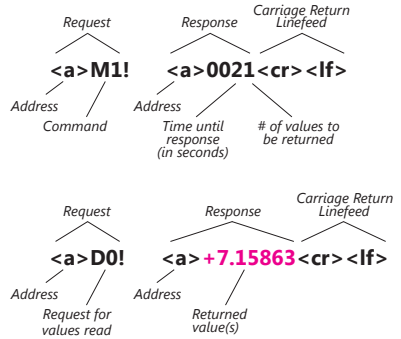 Request Response Carriage Return
Linefeed
<a>M1! <a>0021<cr><lf>
Address Address
Command Time until
response
(in seconds) # of values to
be returned
Request Response Carriage Return
Linefeed
<a>D0! <a>+7.15863<cr><lf>
Address Address
Request for
values read Returned
value(s)